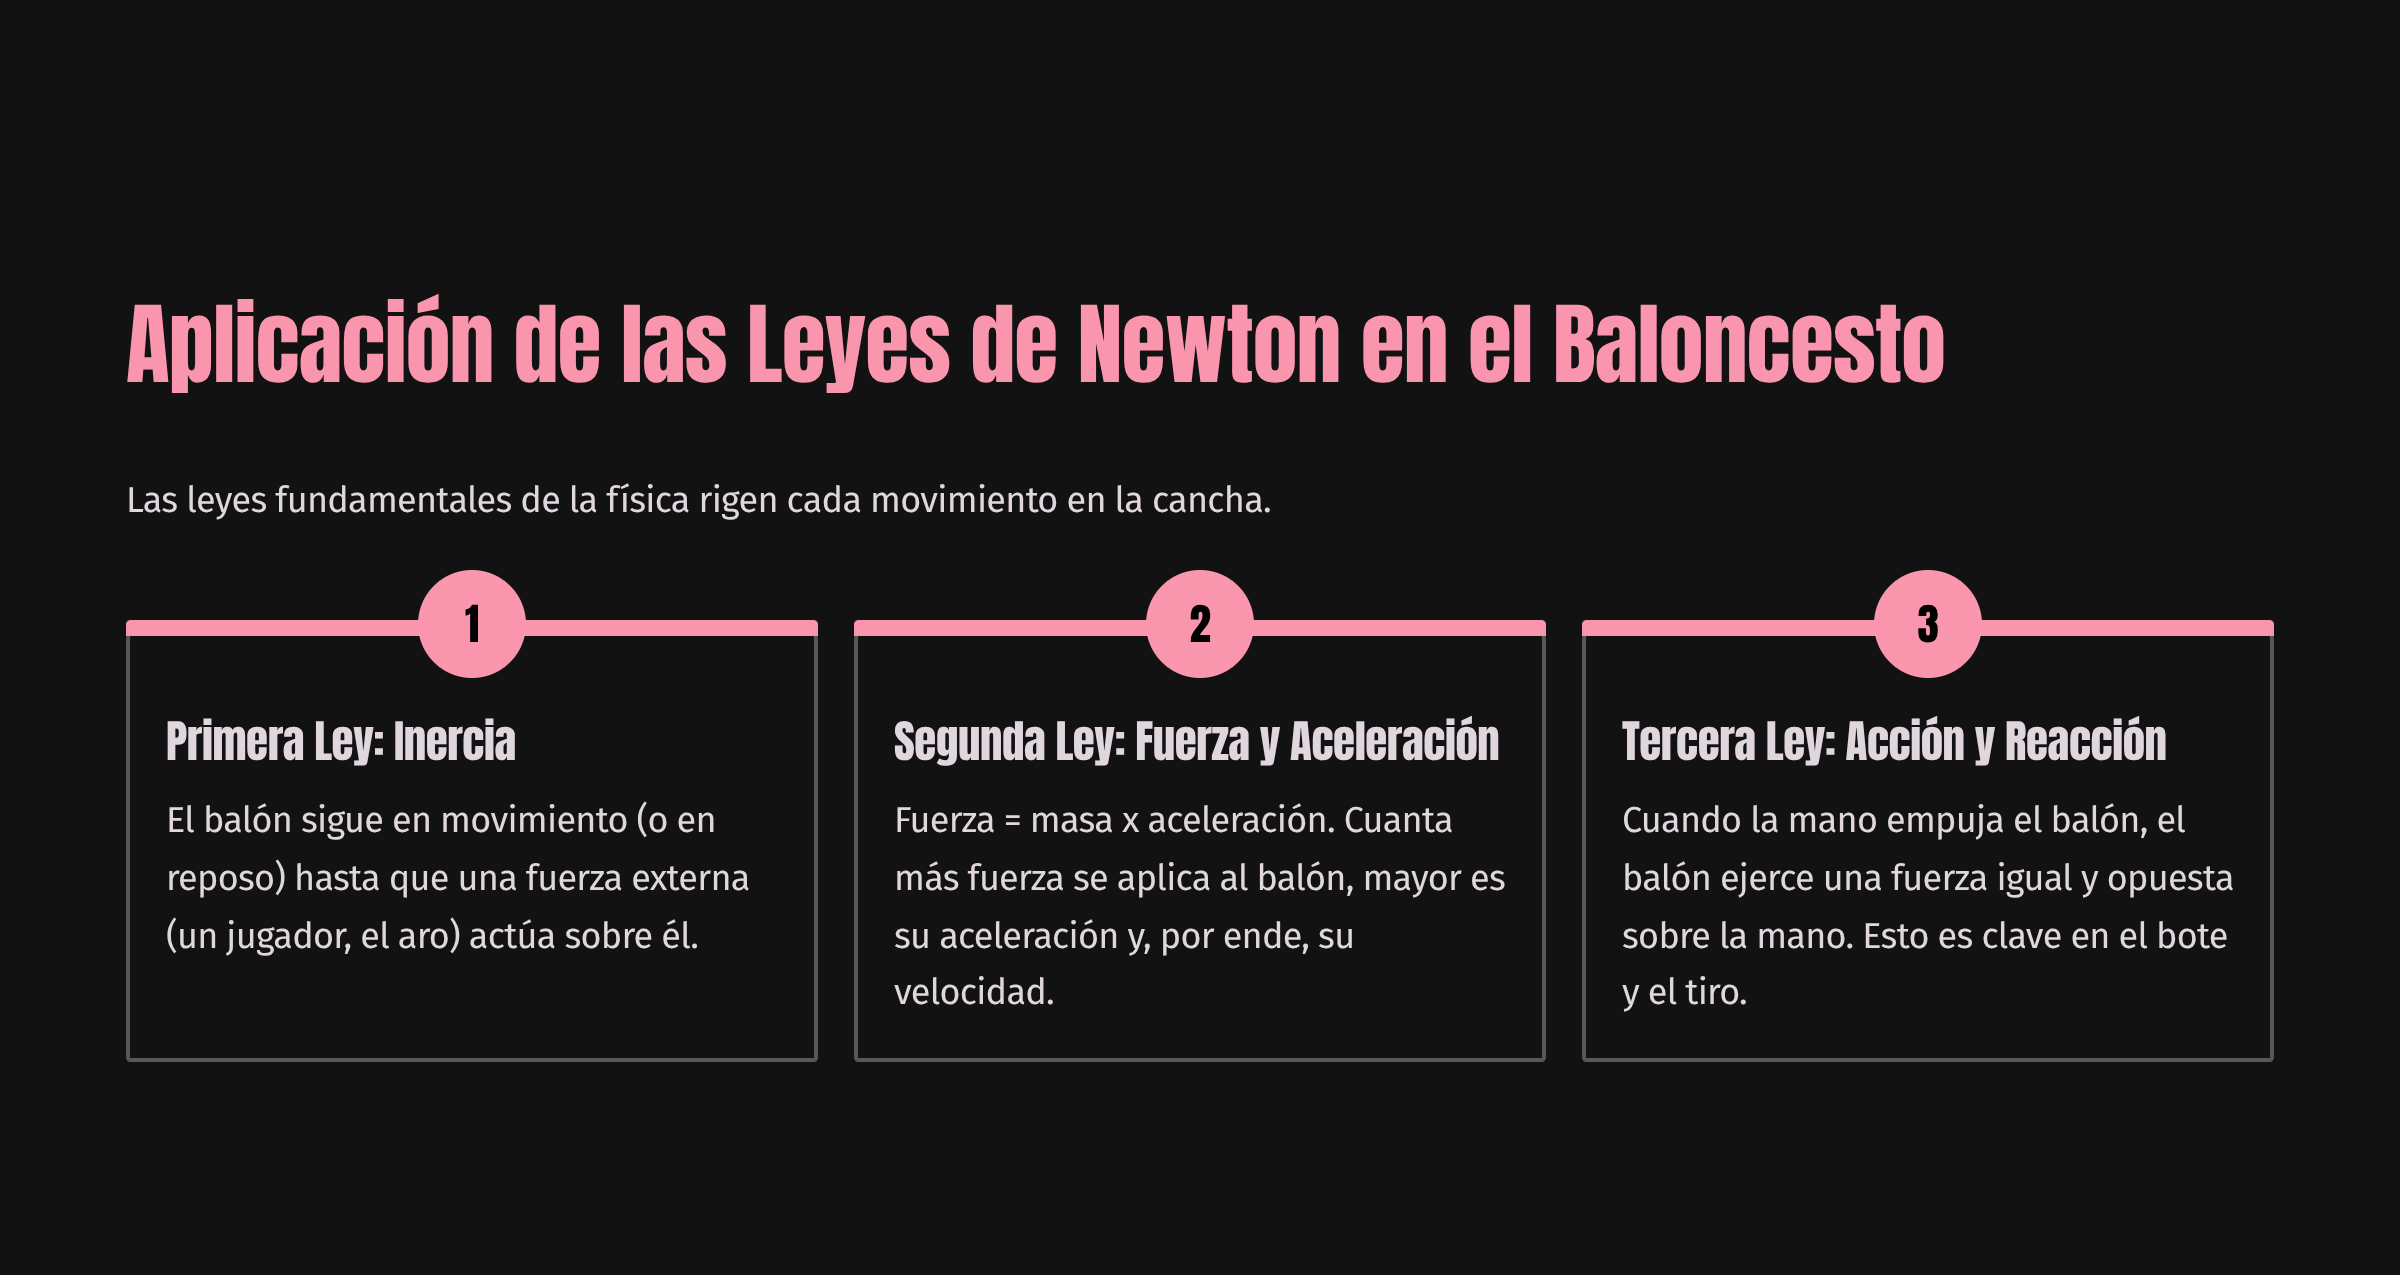 Aplicación de las Leyes de Newton en el Baloncesto
Las leyes fundamentales de la física rigen cada movimiento en la cancha.
1
Primera Ley: Inercia
El balón sigue en movimiento (o en
reposo) hasta que una fuerza externa
(un jugador, el aro) actúa sobre él.
2
Segunda Ley: Fuerza y Aceleración
Fuerza = masa x aceleración. Cuanta
más fuerza se aplica al balón, mayor es
su aceleración y, por ende, su
velocidad.
3
Tercera Ley: Acción y Reacción
Cuando la mano empuja el balón, el
balón ejerce una fuerza igual y opuesta
sobre la mano. Esto es clave en el bote
y el tiro.